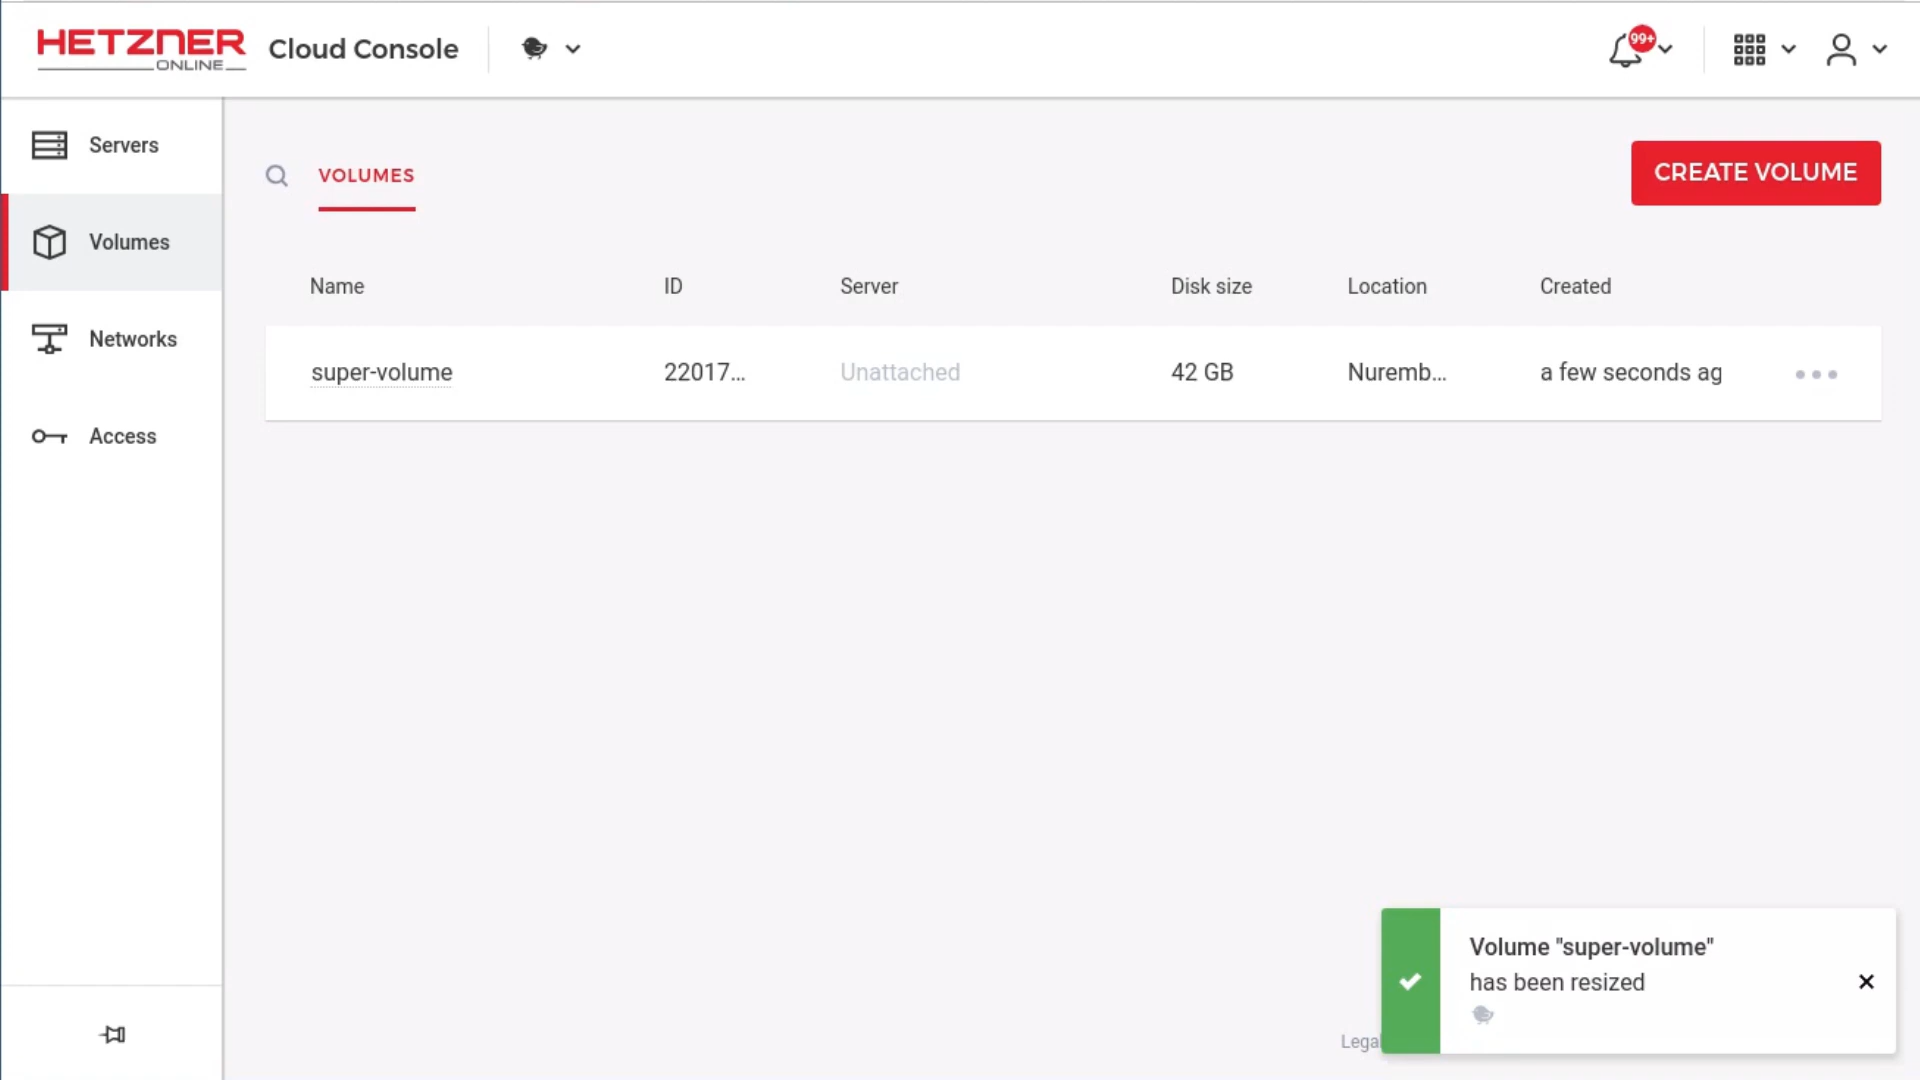 HETZNER
ONLINE
Cloud Console
99+
Servers
Volumes
Networks
Access
VOLUMES
CREATE VOLUME
Name ID Server Disk size Location Created
super-volume 22017... Unattached 42 GB Nuremb... a few seconds ag
Volume "super-volume"
has been resized
Legal